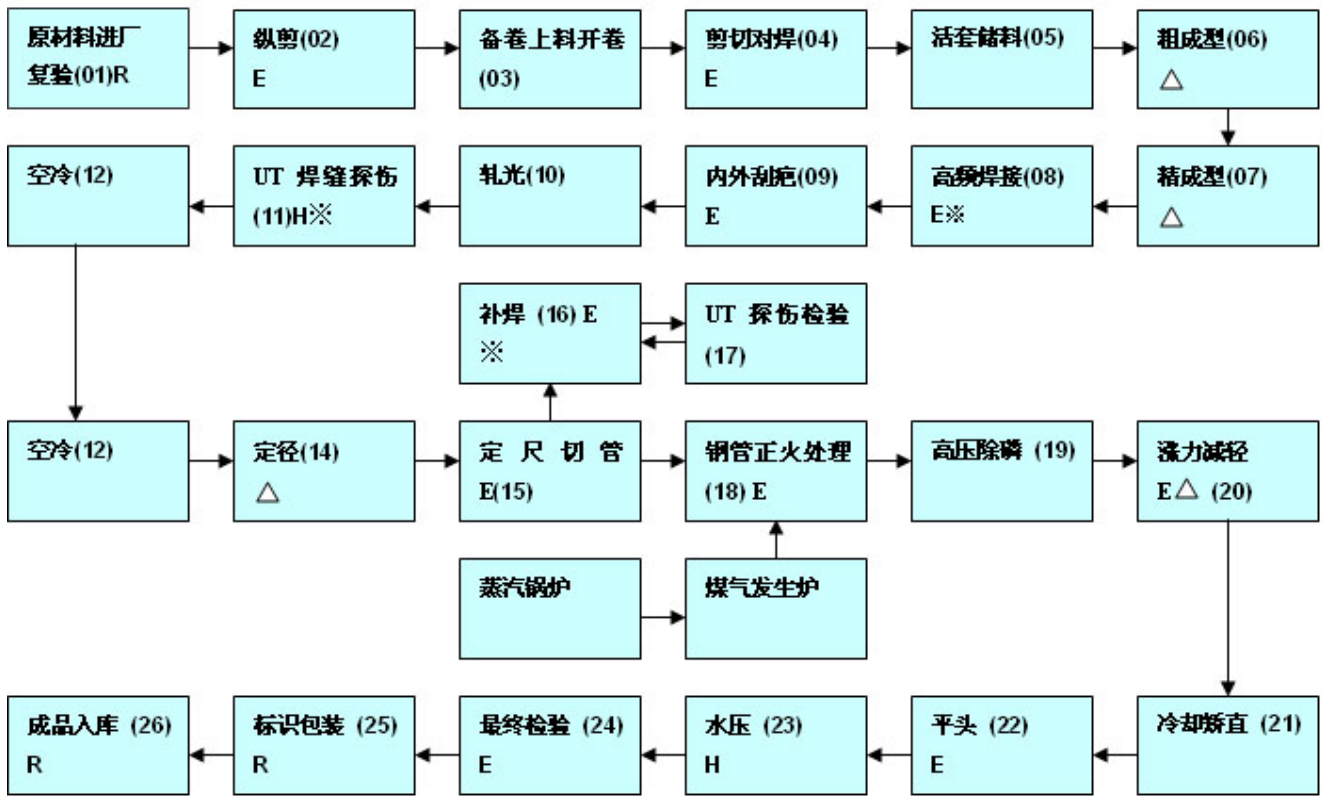 原材料进厂
复验(01)R
纵剪(02)
E
备卷上料开卷
(03)
剪切对焊(04)
E
活套储料(05)
粗成型(06)
△
空冷(12)
UT 焊缝探伤
(11)H※
轧光(10)
内外刮疤(09)
E
高频焊接(08)
E※
精成型(07)
△
补焊 (16) E
※
UT 探伤检验
(17)
空冷(12)
定径(14)
△
定尺切管
E(15)
钢管正火处理
(18) E
高压除磷 (19)
涨力减轻
E△ (20)
蒸汽锅炉
煤气发生炉
成品入库 (26)
R
标识包装 (25)
R
最终检验 (24)
E
水压 (23)
H
平头 (22)
E
冷却矫直 (21)